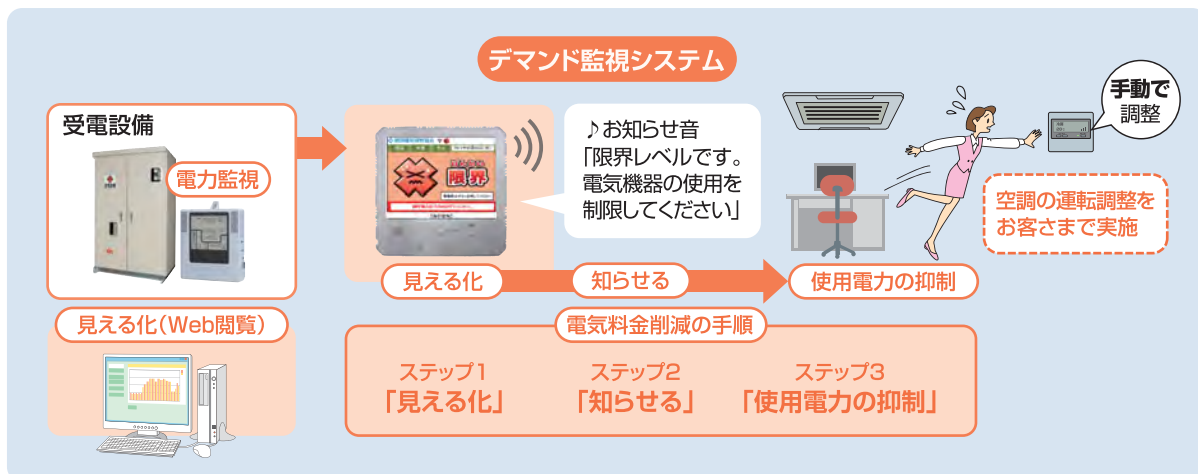 デマンド監視システム
受電設備
電力監視
限界
♪お知らせ音
「限界レベルです。
電気機器の使用を
制限してください」
手動で
調整
空調の運転調整を
お客さまで実施
見える化
知らせる
使用電力の抑制
見える化（Web閲覧）
電気料金削減の手順
ステップ1
「見える化」
ステップ2
「知らせる」
ステップ3
「使用電力の抑制」